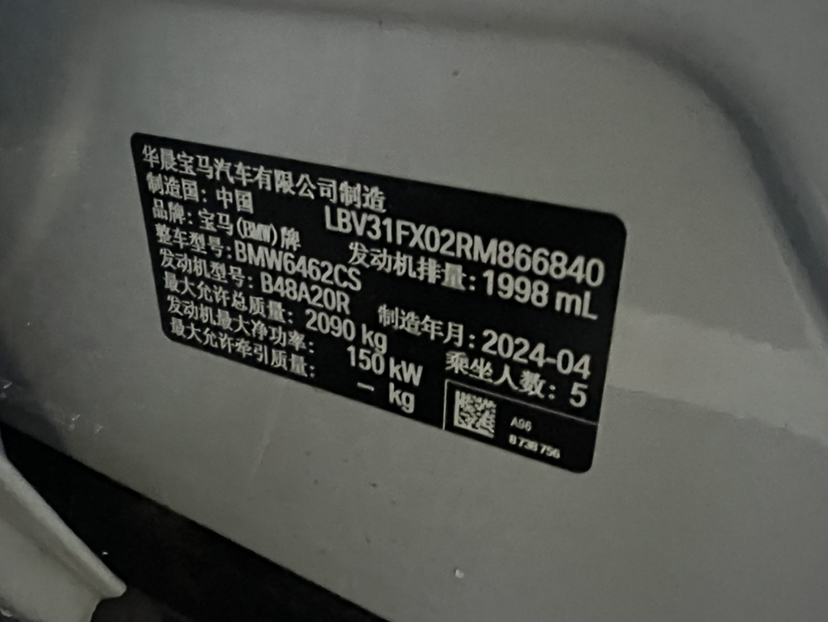 华晨宝马汽车有限公司制造
制造国：中国 LBV31FX02RM866840
品牌：宝马(BMW)牌 发动机排量：1998 mL
整车型号：BMW6462CS
发动机型号：B48A20R 制造年月：2024-04
最大允许总质量：2090 kg 乘坐人数：5
发动机最大净功率：150 kW
最大允许牵引质量：– kg
A96
8 738 756